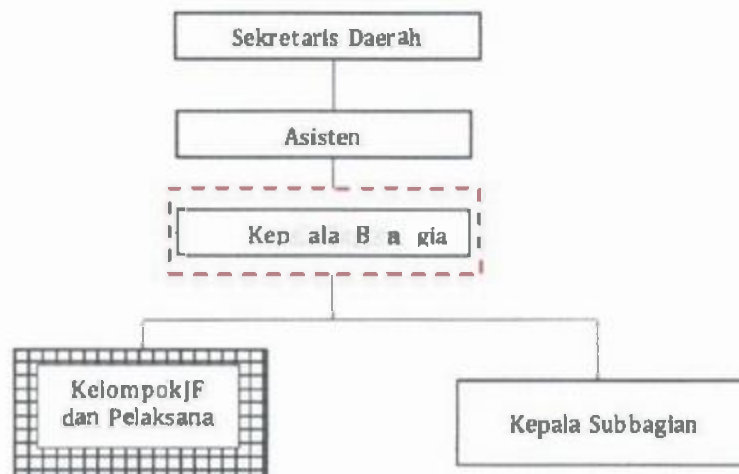 Sekretaris Daerah
Asisten
Kep ala B a gia
KelompokJF
dan Pelaksana
Kepala Subbagian